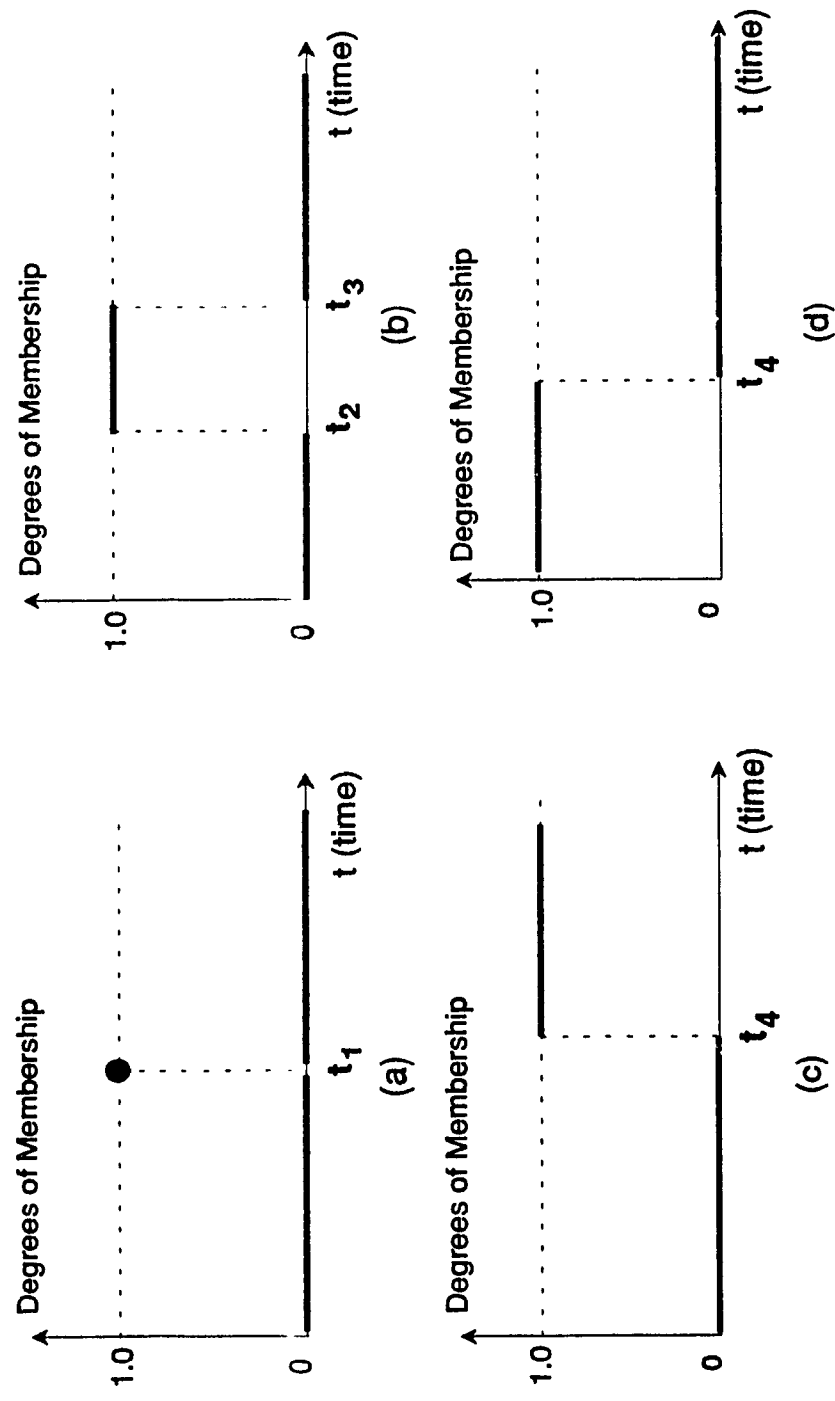 Degrees of Membership
1.0
0
t1
t (time)
(a)
Degrees of Membership
1.0
0
t2
t3
t (time)
(b)
Degrees of Membership
1.0
0
t4
t (time)
(c)
Degrees of Membership
1.0
0
t4
t (time)
(d)